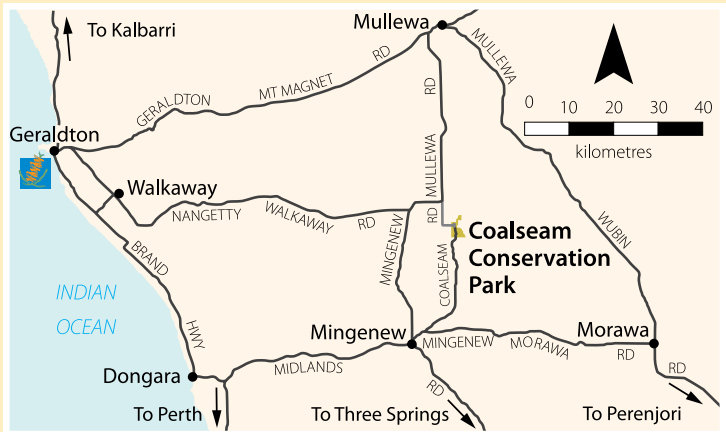 To Kalbarri
Mullewa
MULLEWA
RD
GERALDTON
MT MAGNET
RD
0 10 20 30 40
kilometres
Geraldton
Walkaway
MULLEWA
RD
NANGETTY
WALKAWAY
RD
MINGENEW
COALSEAM
Coalseam
Conservation
Park
WUBIN
BRAND
HWY
INDIAN
OCEAN
Mingenew
MINGENEW
MORAWA
RD
Morawa
RD
Dongara
MIDLANDS
RD
To Perth
To Three Springs
To Perenjori
RD